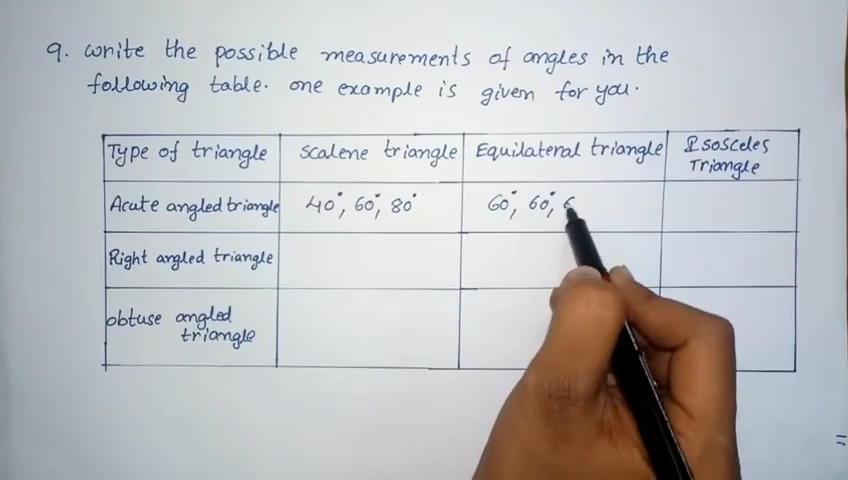 9. Write the possible measurements of angles in the
following table. one example is given for you.
Type of triangle
Scalene triangle
Equilateral triangle
Isosceles
Triangle
Acute angled triangle
40°, 60°, 80°
60°, 60°, 6
Right angled triangle
obtuse angled
triangle
=